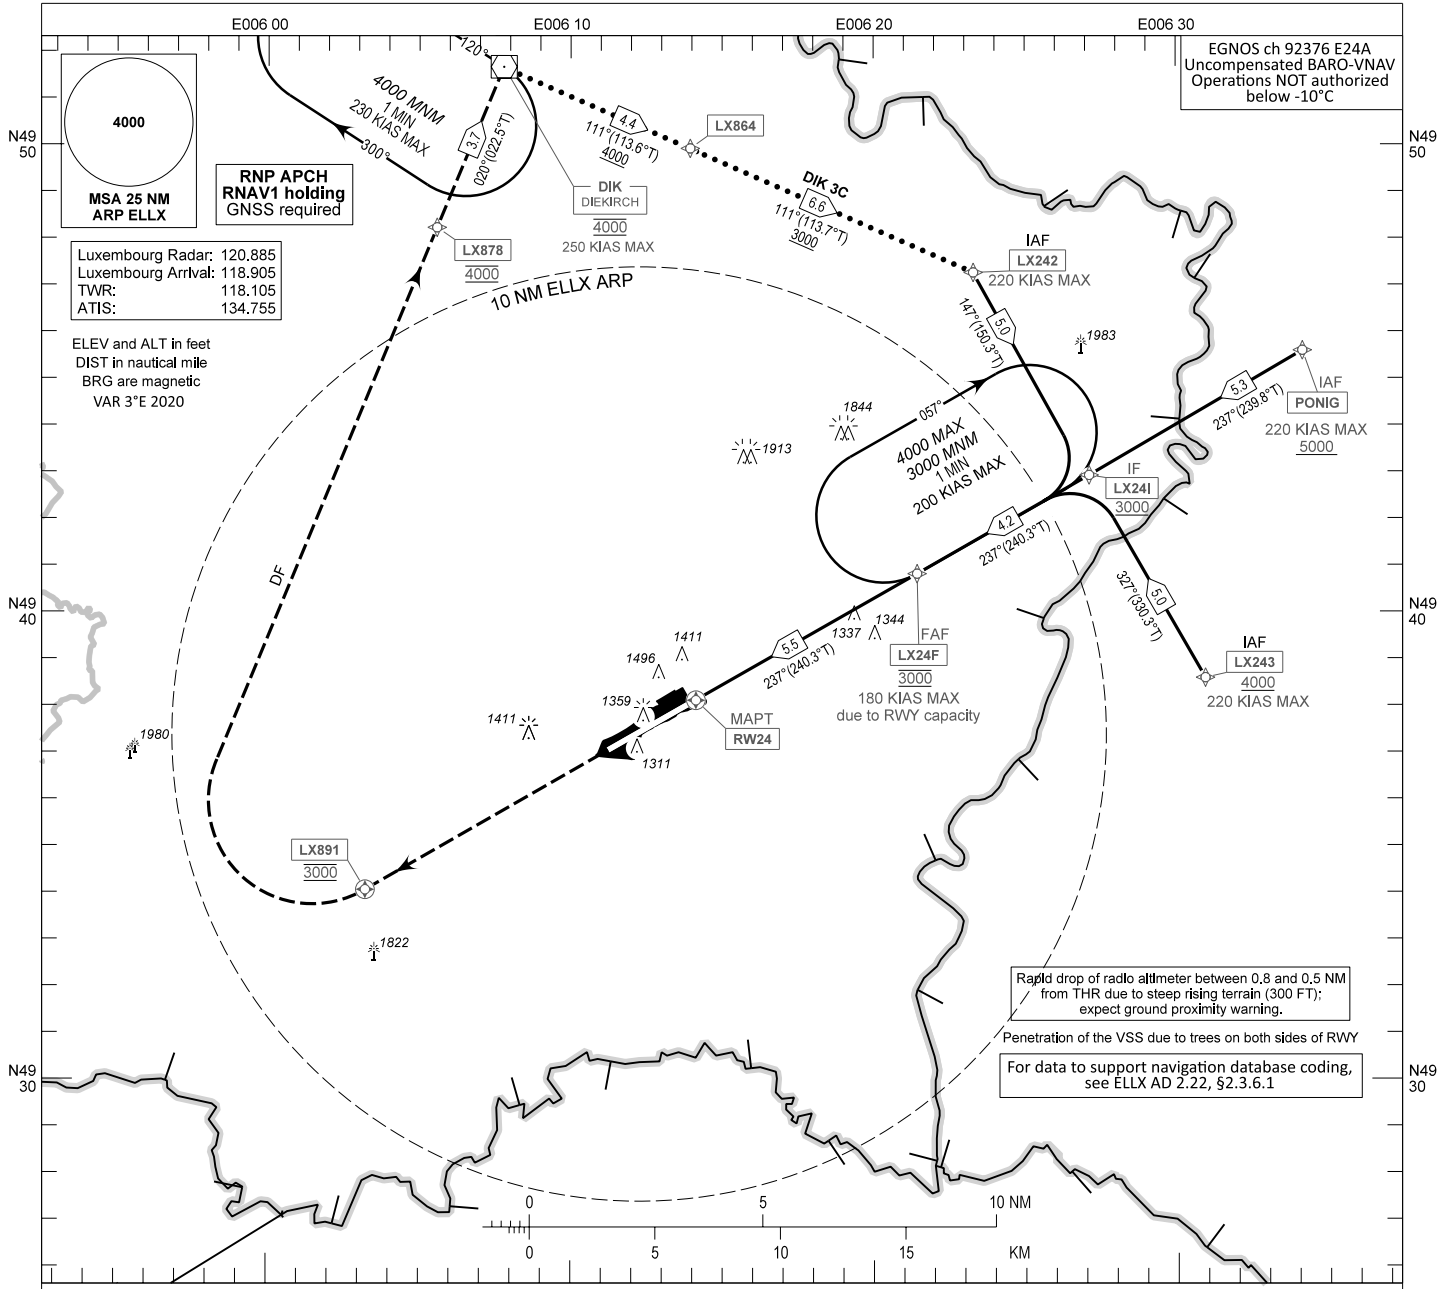 E006 00
E006 10
E006 20
E006 30
EGNOS ch 92376 E24A
Uncompensated BARO-VNAV
Operations NOT authorized
below -10°C
4000
MSA 25 NM
ARP ELLX
RNP APCH
RNAV1 holding
GNSS required
Luxembourg Radar: 120.885
Luxembourg Arrival: 118.905
TWR: 118.105
ATIS: 134.755
ELEV and ALT in feet
DIST in nautical mile
BRG are magnetic
VAR 3°E 2020
N49
50
N49
50
120°
4000 MNM
1 MIN
230 KIAS MAX
300°
3.7
020°(022.5°T)
4.4
111°(113.6°T)
4000
LX864
DIK
DIEKIRCH
4000
250 KIAS MAX
DIK 3C
6.6
111°(113.7°T)
3000
LX878
4000
IAF
LX242
220 KIAS MAX
10 NM ELLX ARP
147°(150.3°T)
5.0
1983
IAF
PONIG
220 KIAS MAX
5000
5.3
237°(239.8°T)
057°
1844
1913
4000 MAX
3000 MNM
1 MIN
200 KIAS MAX
IF
LX24I
3000
4.2
237°(240.3°T)
DF
N49
40
N49
40
327°(330.3°T)
5.0
IAF
LX243
4000
220 KIAS MAX
1337
1344
FAF
LX24F
3000
180 KIAS MAX
due to RWY capacity
5.5
237°(240.3°T)
1411
1496
1359
1411
1311
MAPT
RW24
1980
LX891
3000
1822
Rapid drop of radio altimeter between 0.8 and 0.5 NM
from THR due to steep rising terrain (300 FT);
expect ground proximity warning.
Penetration of the VSS due to trees on both sides of RWY
For data to support navigation database coding,
see ELLX AD 2.22, §2.3.6.1
N49
30
N49
30
0 5 10 NM
0 5 10 15 KM